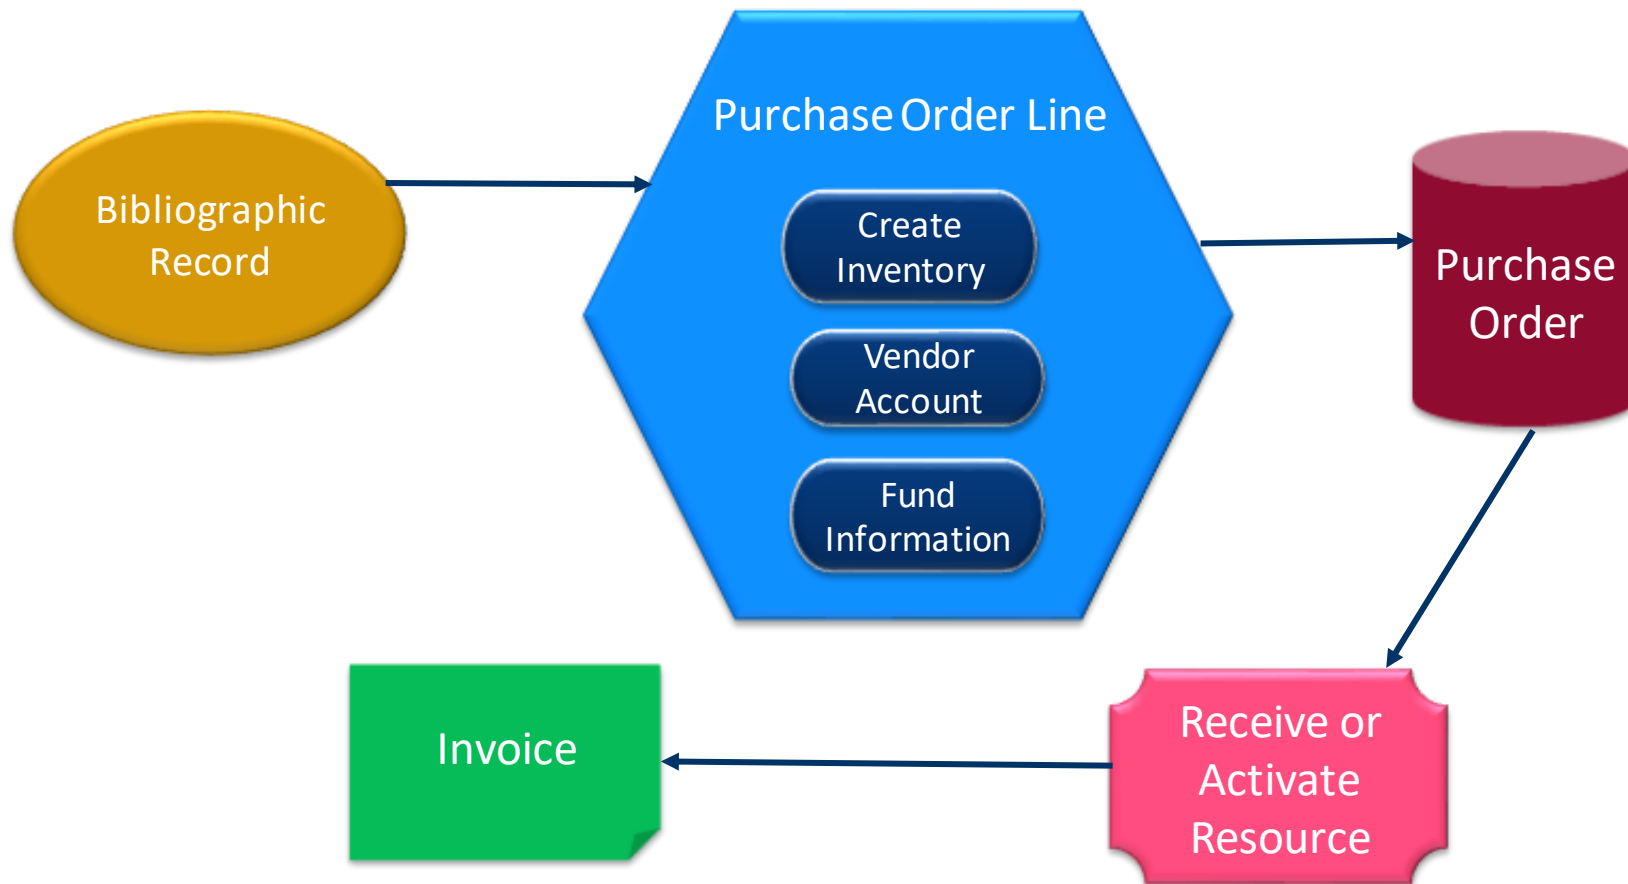 Bibliographic
Record
Purchase Order Line
Create
Inventory
Vendor
Account
Fund
Information
Purchase
Order
Receive or
Activate
Resource
Invoice